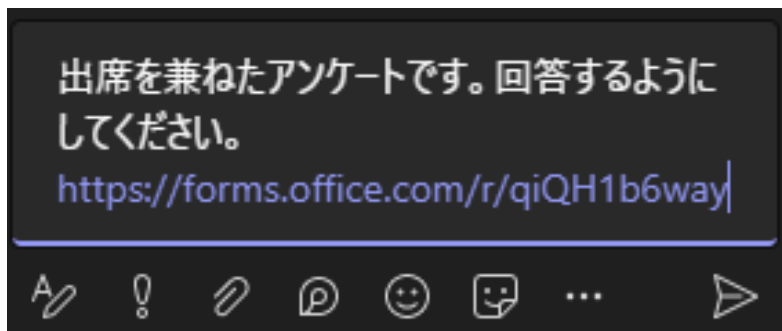 出席を兼ねたアンケートです。回答するように
してください。
https://forms.office.com/r/qiQH1b6way